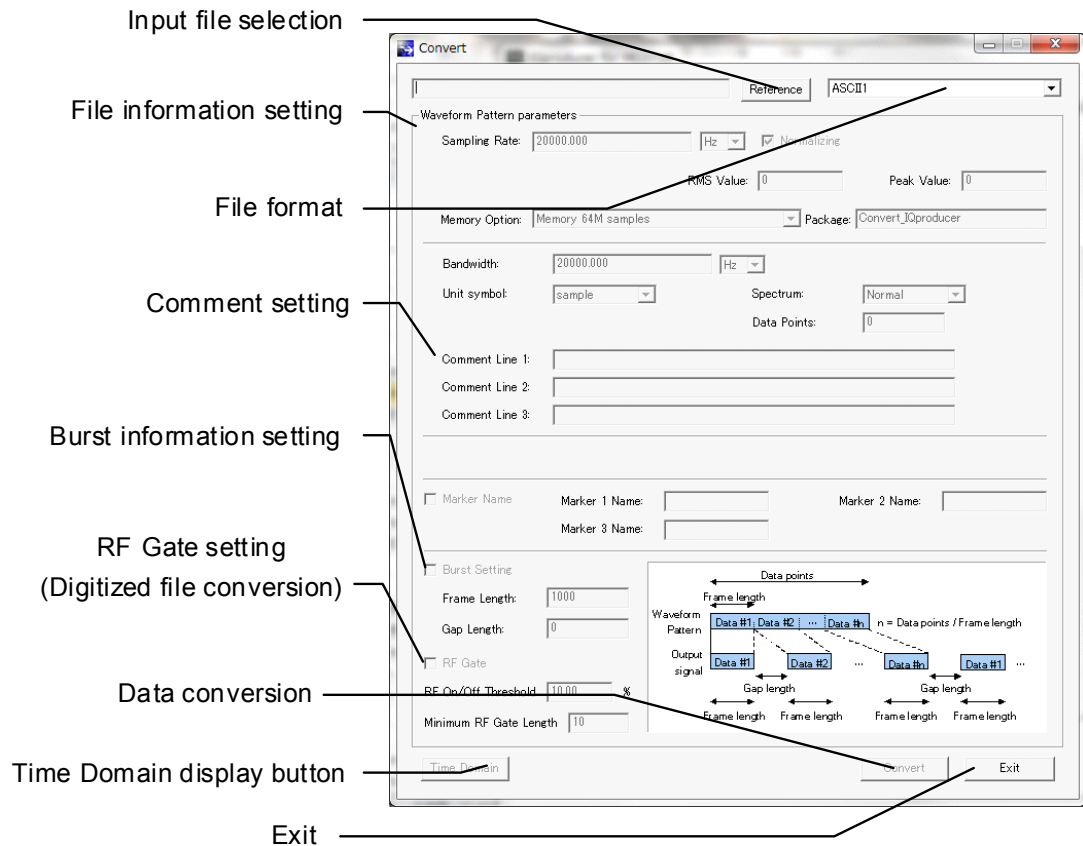 Input file selection
Convert
Reference
ASCII1
File information setting
Waveform Pattern parameters
Sampling Rate: 20000.000 Hz Normalizing
RMS Value: 0 Peak Value: 0
File format
Memory Option: Memory 64M samples Package: Convert_IQproducer
Bandwidth: 20000.000 Hz
Unit symbol: sample Spectrum: Normal
Comment setting
Data Points: 0
Comment Line 1:
Comment Line 2:
Comment Line 3:
Burst information setting
Marker Name Marker 1 Name: Marker 2 Name:
Marker 3 Name:
RF Gate setting
(Digitized file conversion)
Burst Setting
Frame Length: 1000
Gap Length: 0
RF Gate
RF On/Off Threshold 10.00 %
Minimum RF Gate Length 10
Data points
Frame length
Waveform
Pattern
Data #1 Data #2 ... Data #n n = Data points / Frame length
Output
signal
Data #1 Data #2 ... Data #n Data #1 ...
Gap length Gap length
Frame length Frame length Frame length Frame length
Data conversion
Time Domain display button
Time Domain
Convert
Exit
Exit